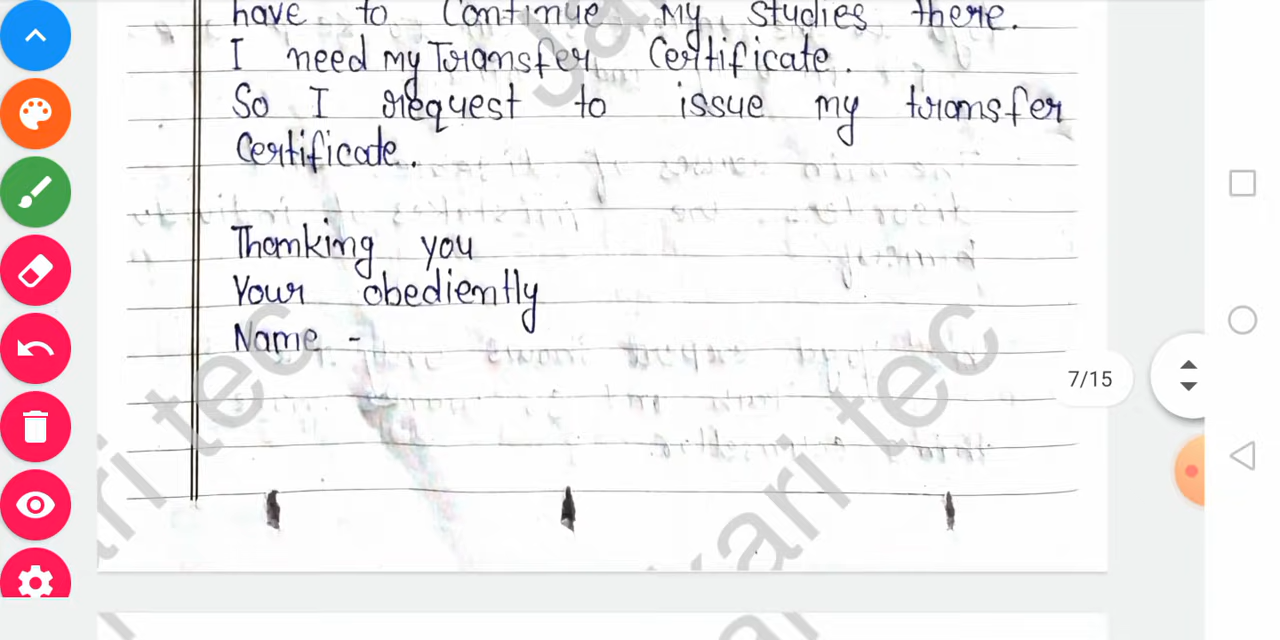 have to Continue My Studies there.
I need my Transfer Certificate.
So I request to issue my transfer
Certificate.
Thanking you
Your obediently
Name -
7/15